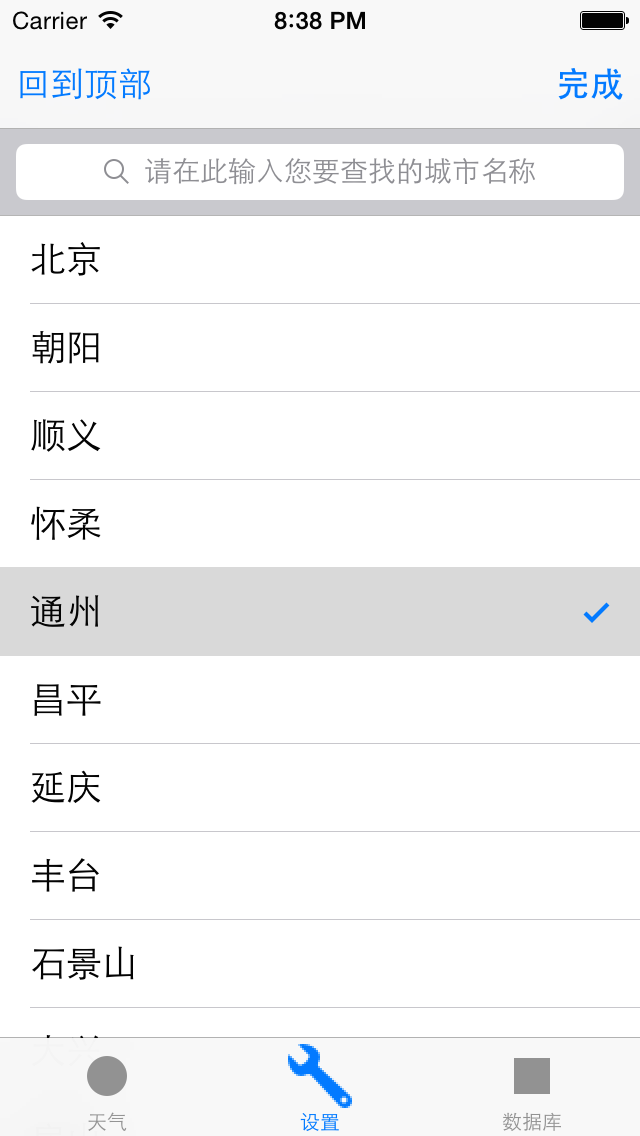 Carrier 8:38 PM
回到顶部 完成
请在此输入您要查找的城市名称
北京
朝阳
顺义
怀柔
通州
昌平
延庆
丰台
石景山
天气 设置 数据库